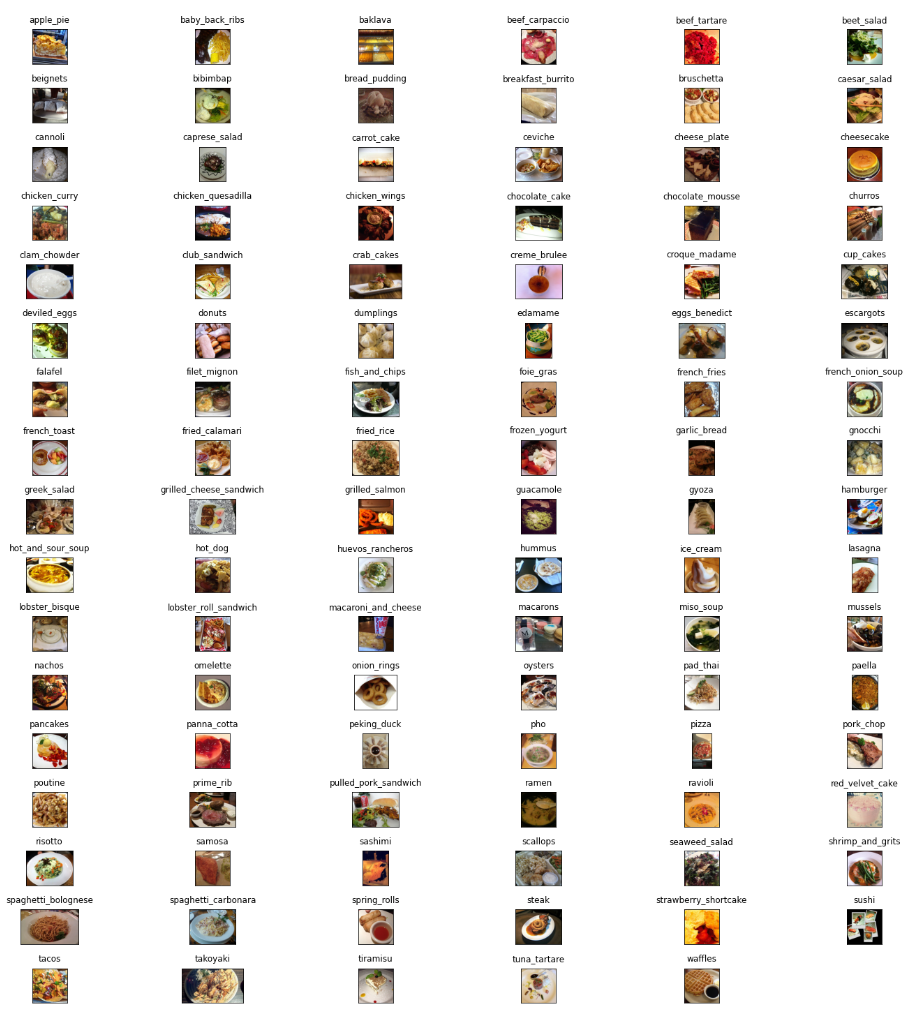 apple_pie baby_back_ribs baklava beef_carpaccio beef_tartare beet_salad
beignets bibimbap bread_pudding breakfast_burrito bruschetta caesar_salad
cannoli caprese_salad carrot_cake ceviche cheese_plate cheesecake
chicken_curry chicken_quesadilla chicken_wings chocolate_cake chocolate_mousse churros
clam_chowder club_sandwich crab_cakes creme_brulee croque_madame cup_cakes
deviled_eggs donuts dumplings edamame eggs_benedict escargots
falafel filet_mignon fish_and_chips foie_gras french_fries french_onion_soup
french_toast fried_calamari fried_rice frozen_yogurt garlic_bread gnocchi
greek_salad grilled_cheese_sandwich grilled_salmon guacamole gyoza hamburger
hot_and_sour_soup hot_dog huevos_rancheros hummus ice_cream lasagna
lobster_bisque lobster_roll_sandwich macaroni_and_cheese macarons miso_soup mussels
nachos omelette onion_rings oysters pad_thai paella
pancakes panna_cotta peking_duck pho pizza pork_chop
poutine prime_rib pulled_pork_sandwich ramen ravioli red_velvet_cake
risotto samosa sashimi scallops seaweed_salad shrimp_and_grits
spaghetti_bolognese spaghetti_carbonara spring_rolls steak strawberry_shortcake sushi
tacos takoyaki tiramisu tuna_tartare waffles